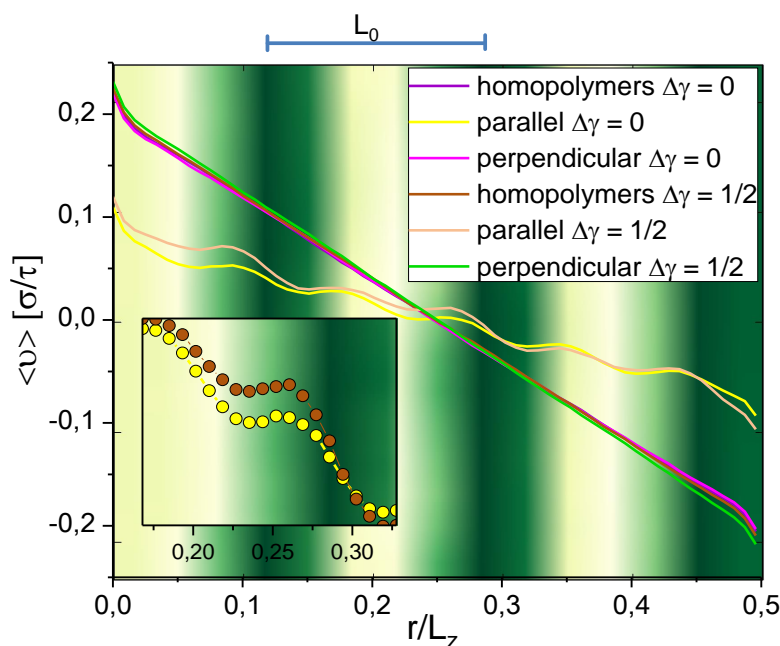 L0
homopolymers Δγ = 0
parallel Δγ = 0
perpendicular Δγ = 0
homopolymers Δγ = 1/2
parallel Δγ = 1/2
perpendicular Δγ = 1/2
0,2
0,1
0,0
-0,1
-0,2
<υ> [σ/τ]
0,20 0,25 0,30
0,0 0,1 0,2 0,3 0,4 0,5
r/Lz